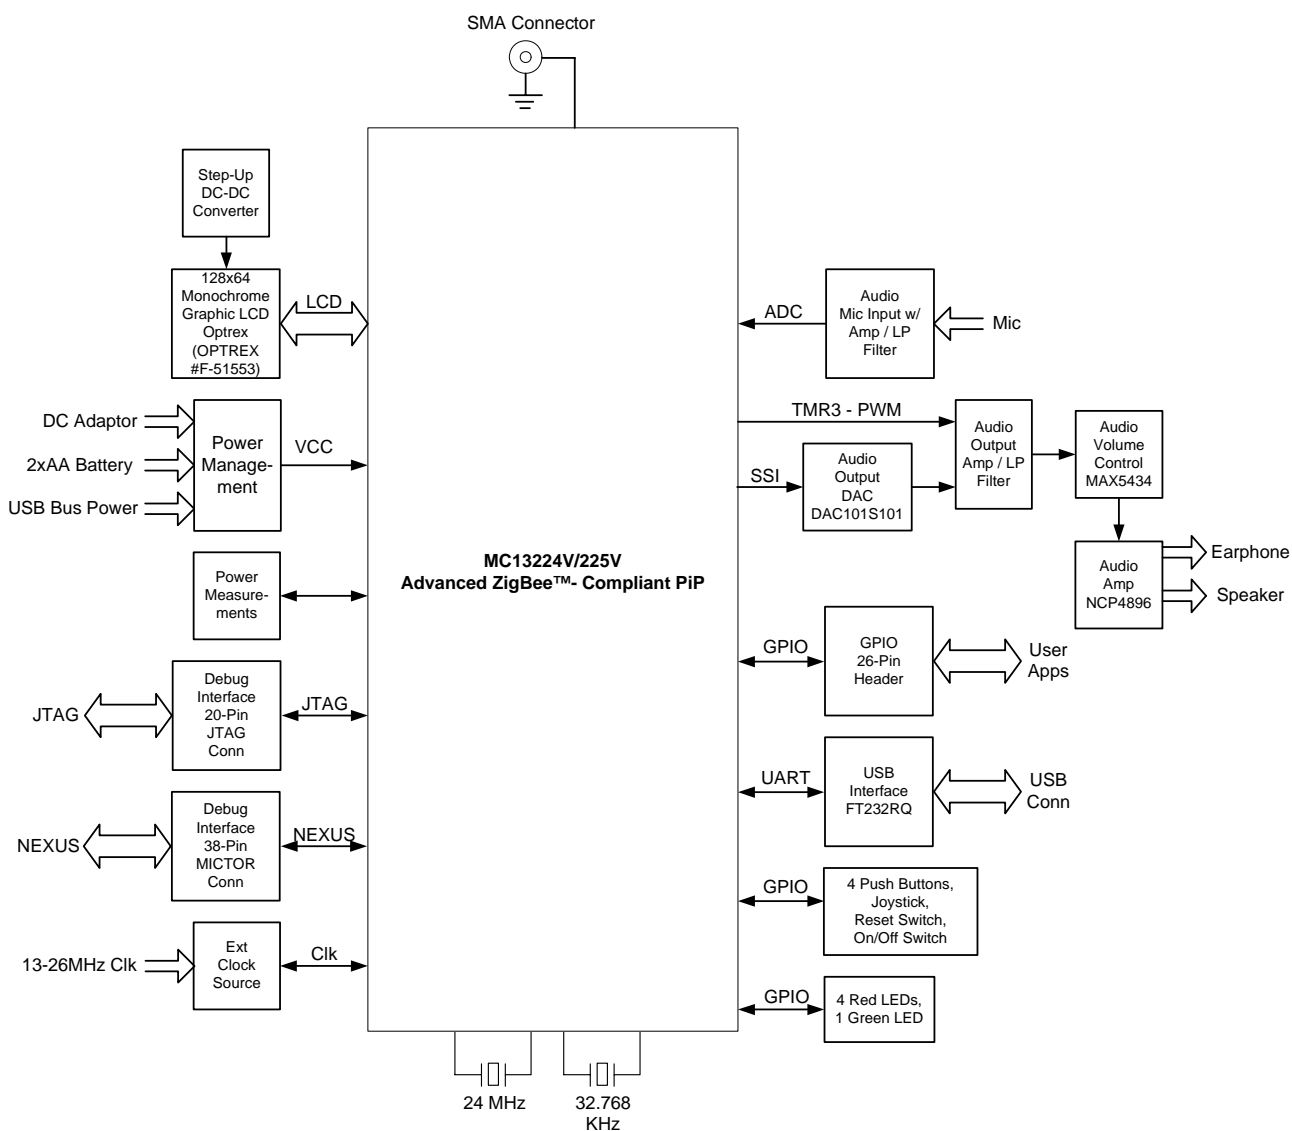 SMA Connector
Step-Up
DC-DC
Converter
128x64
Monochrome
Graphic LCD
Optrex
(OPTREX
#F-51553)
LCD
DC Adaptor
2xAA Battery
USB Bus Power
Power
Manage-
ment
VCC
Power
Measure-
ments
JTAG
Debug
Interface
20-Pin
JTAG
Conn
JTAG
NEXUS
Debug
Interface
38-Pin
MICTOR
Conn
NEXUS
13-26MHz Clk
Ext
Clock
Source
Clk
MC13224V/225V
Advanced ZigBee™- Compliant PiP
24 MHz
32.768
KHz
ADC
Audio
Mic Input w/
Amp / LP
Filter
Mic
TMR3 - PWM
SSI
Audio
Output
DAC
DAC101S101
Audio
Output
Amp / LP
Filter
Audio
Volume
Control
MAX5434
Audio
Amp
NCP4896
Earphone
Speaker
GPIO
GPIO
26-Pin
Header
User
Apps
UART
USB
Interface
FT232RQ
USB
Conn
GPIO
4 Push Buttons,
Joystick,
Reset Switch,
On/Off Switch
GPIO
4 Red LEDs,
1 Green LED